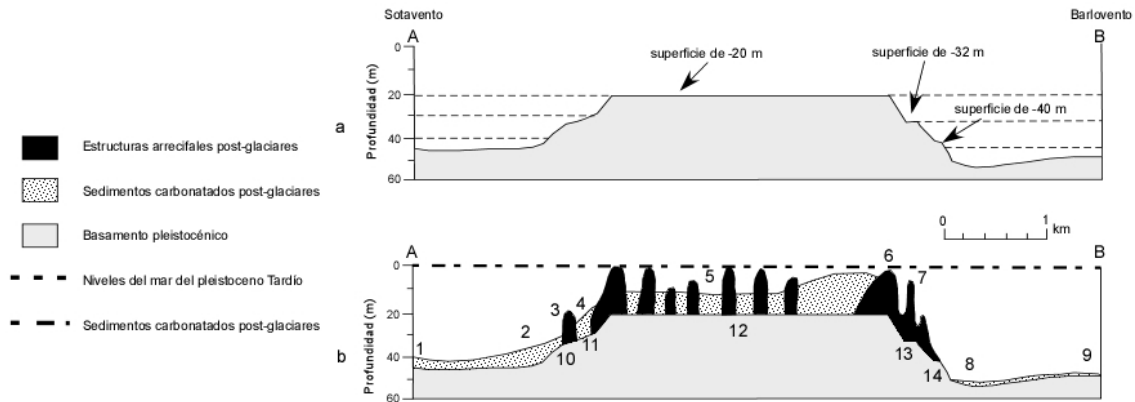 Sotavento
Barlovento
A
B
0
20
40
60
Profundidad (m)
superficie de -20 m
superficie de -32 m
superficie de -40 m
a
Estructuras arrecifales post-glaciares
Sedimentos carbonatados post-glaciares
Basamento pleistocénico
Niveles del mar del pleistoceno Tardío
Sedimentos carbonatados post-glaciares
0
1
km
A
B
0
20
40
60
Profundidad (m)
b
1
2
3
4
5
6
7
8
9
10
11
12
13
14